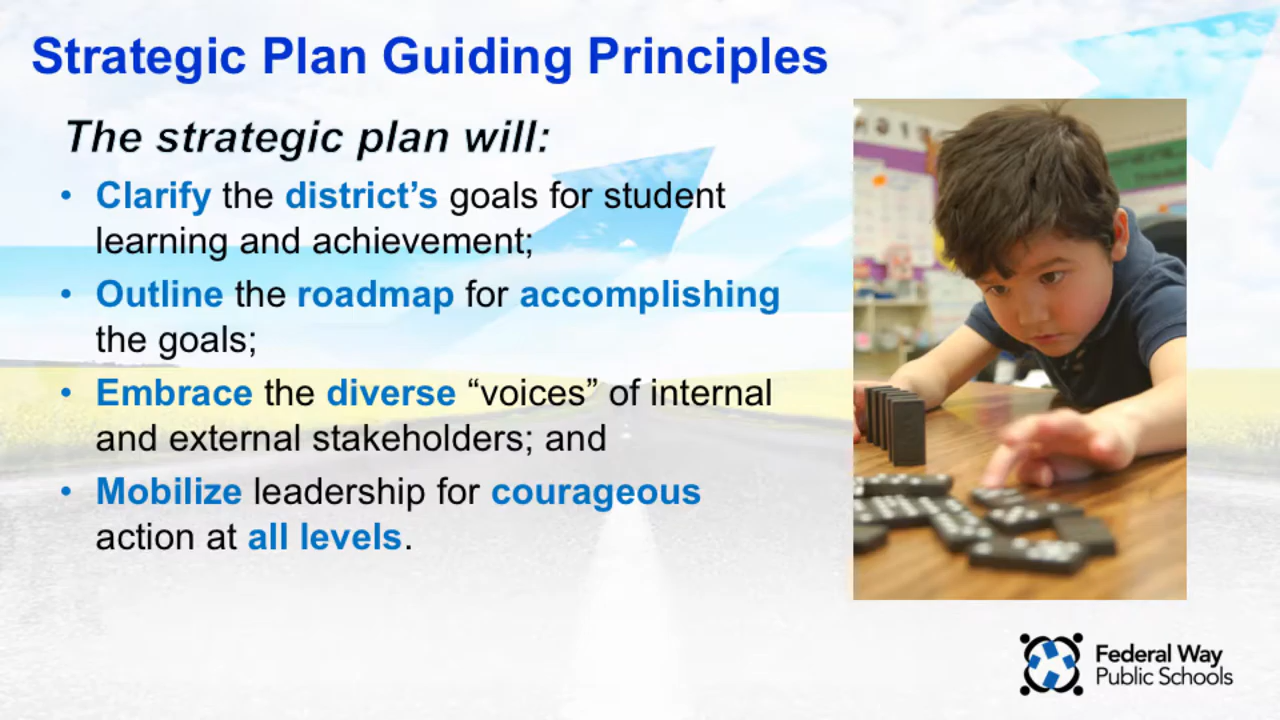 Strategic Plan Guiding Principles
The strategic plan will:
• Clarify the district’s goals for student
learning and achievement;
• Outline the roadmap for accomplishing
the goals;
• Embrace the diverse “voices” of internal
and external stakeholders; and
• Mobilize leadership for courageous
action at all levels.
Federal Way
Public Schools